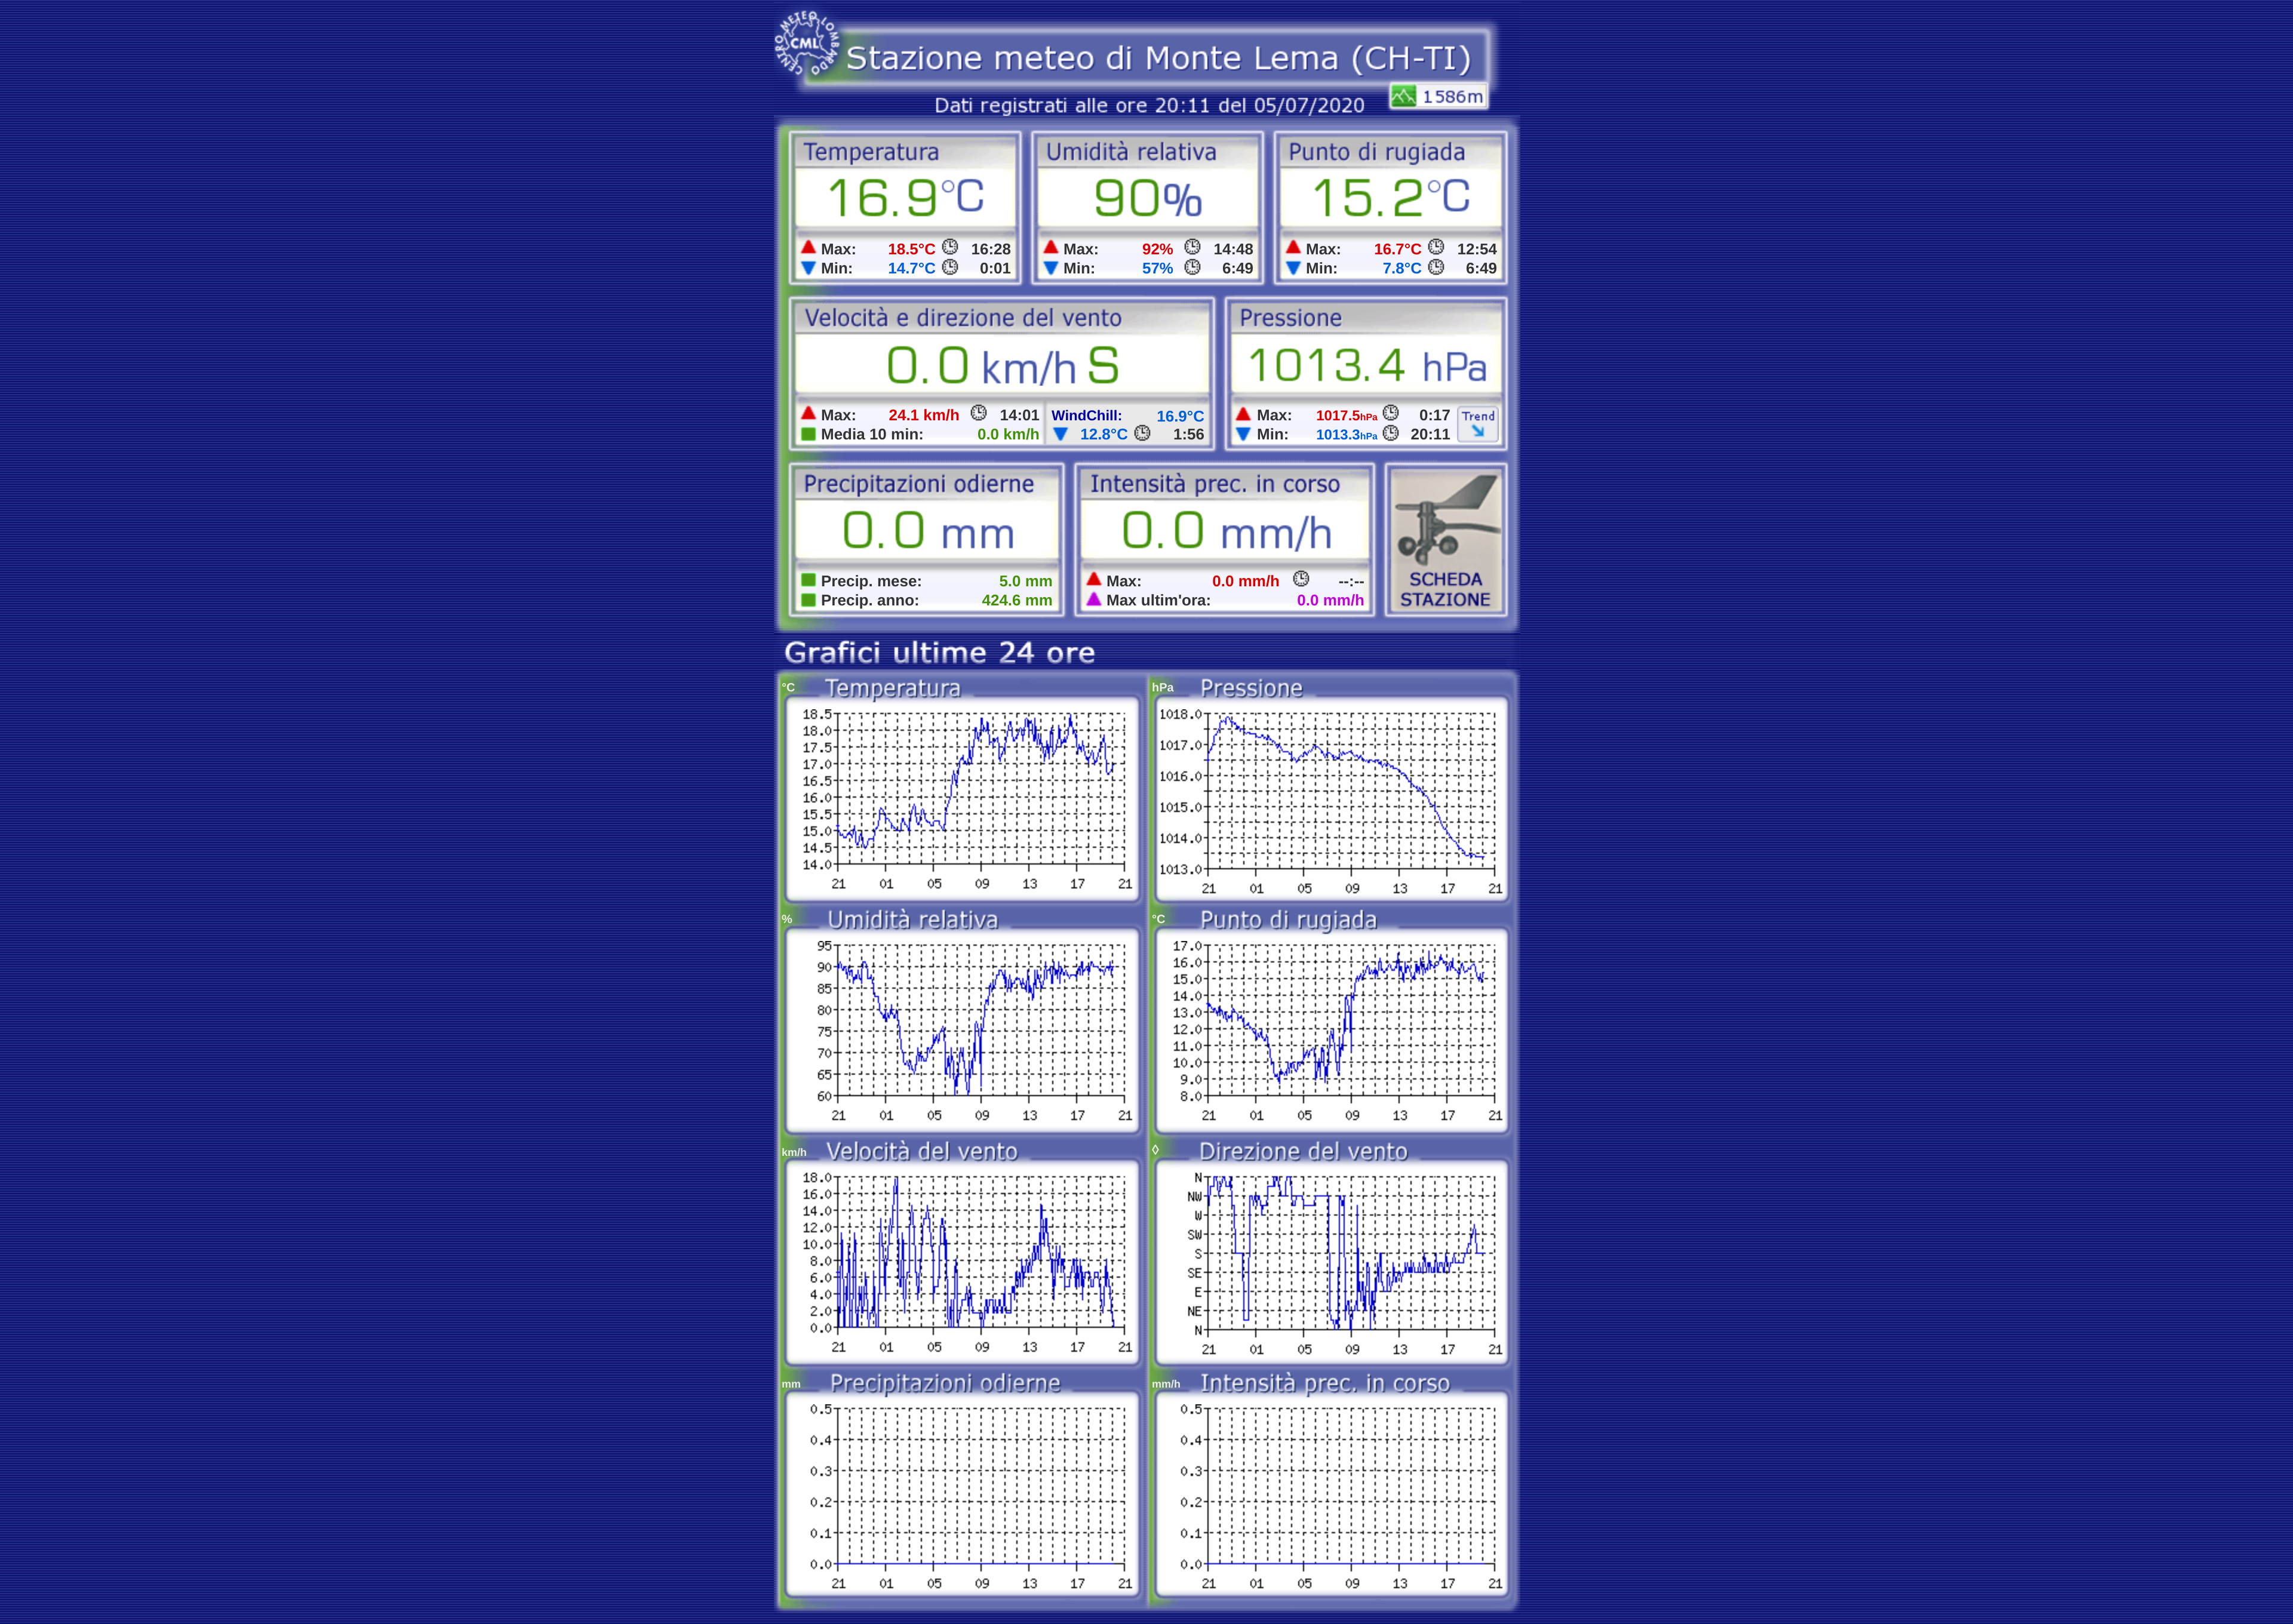 CENTRO METEO LOMBARDO
CML
Stazione meteo di Monte Lema (CH-TI)
Dati registrati alle ore 20:11 del 05/07/2020
1586m
Temperatura
16.9°C
Max: 18.5°C 16:28
Min: 14.7°C 0:01
Umidità relativa
90%
Max: 92% 14:48
Min: 57% 6:49
Punto di rugiada
15.2°C
Max: 16.7°C 12:54
Min: 7.8°C 6:49
Velocità e direzione del vento
0.0 km/h S
Max: 24.1 km/h 14:01
Media 10 min: 0.0 km/h
WindChill: 16.9°C
12.8°C 1:56
Pressione
1013.4 hPa
Max: 1017.5hPa 0:17
Min: 1013.3hPa 20:11
Trend
Precipitazioni odierne
0.0 mm
Precip. mese: 5.0 mm
Precip. anno: 424.6 mm
Intensità prec. in corso
0.0 mm/h
Max: 0.0 mm/h --:--
Max ultim'ora: 0.0 mm/h
SCHEDA
STAZIONE
Grafici ultime 24 ore
°C Temperatura
18.5
18.0
17.5
17.0
16.5
16.0
15.5
15.0
14.5
14.0
21 01 05 09 13 17 21
hPa Pressione
1018.0
1017.0
1016.0
1015.0
1014.0
1013.0
21 01 05 09 13 17 21
% Umidità relativa
95
90
85
80
75
70
65
60
21 01 05 09 13 17 21
°C Punto di rugiada
17.0
16.0
15.0
14.0
13.0
12.0
11.0
10.0
9.0
8.0
21 01 05 09 13 17 21
km/h Velocità del vento
18.0
16.0
14.0
12.0
10.0
8.0
6.0
4.0
2.0
0.0
21 01 05 09 13 17 21
◊ Direzione del vento
N
NW
W
SW
S
SE
E
NE
N
21 01 05 09 13 17 21
mm Precipitazioni odierne
0.5
0.4
0.3
0.2
0.1
0.0
21 01 05 09 13 17 21
mm/h Intensità prec. in corso
0.5
0.4
0.3
0.2
0.1
0.0
21 01 05 09 13 17 21